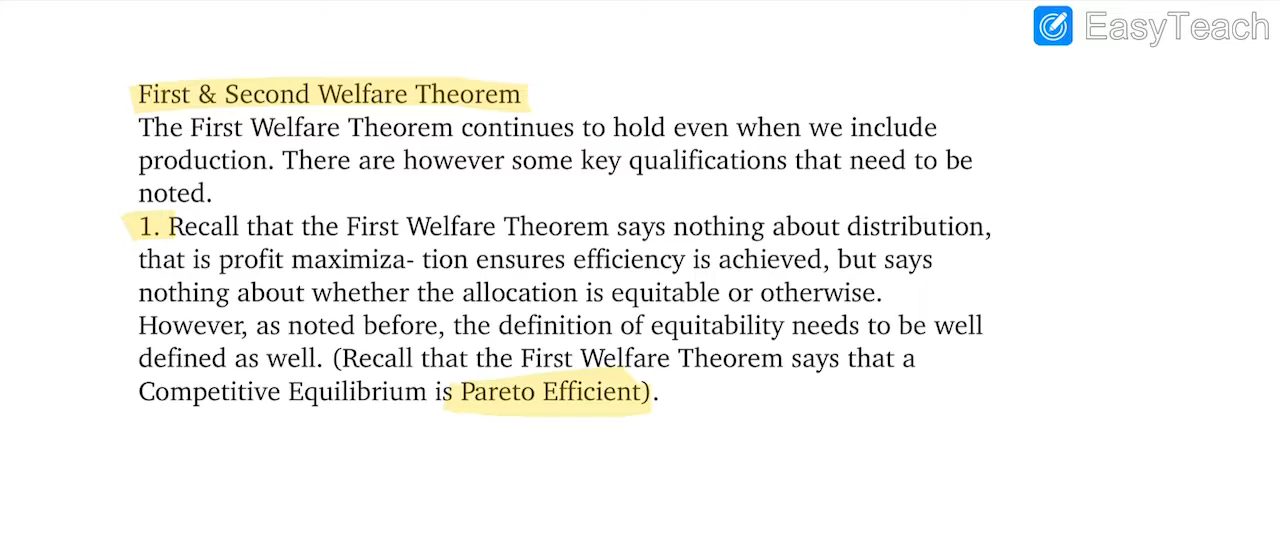 EasyTeach
First & Second Welfare Theorem
The First Welfare Theorem continues to hold even when we include
production. There are however some key qualifications that need to be
noted.
1. Recall that the First Welfare Theorem says nothing about distribution,
that is profit maximiza- tion ensures efficiency is achieved, but says
nothing about whether the allocation is equitable or otherwise.
However, as noted before, the definition of equitability needs to be well
defined as well. (Recall that the First Welfare Theorem says that a
Competitive Equilibrium is Pareto Efficient).